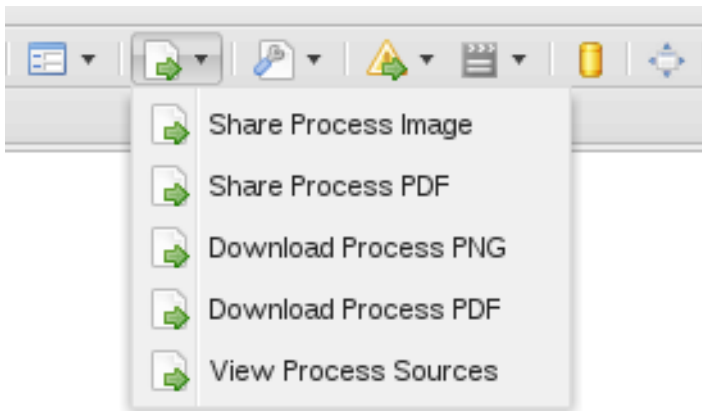 Share Process Image
Share Process PDF
Download Process PNG
Download Process PDF
View Process Sources